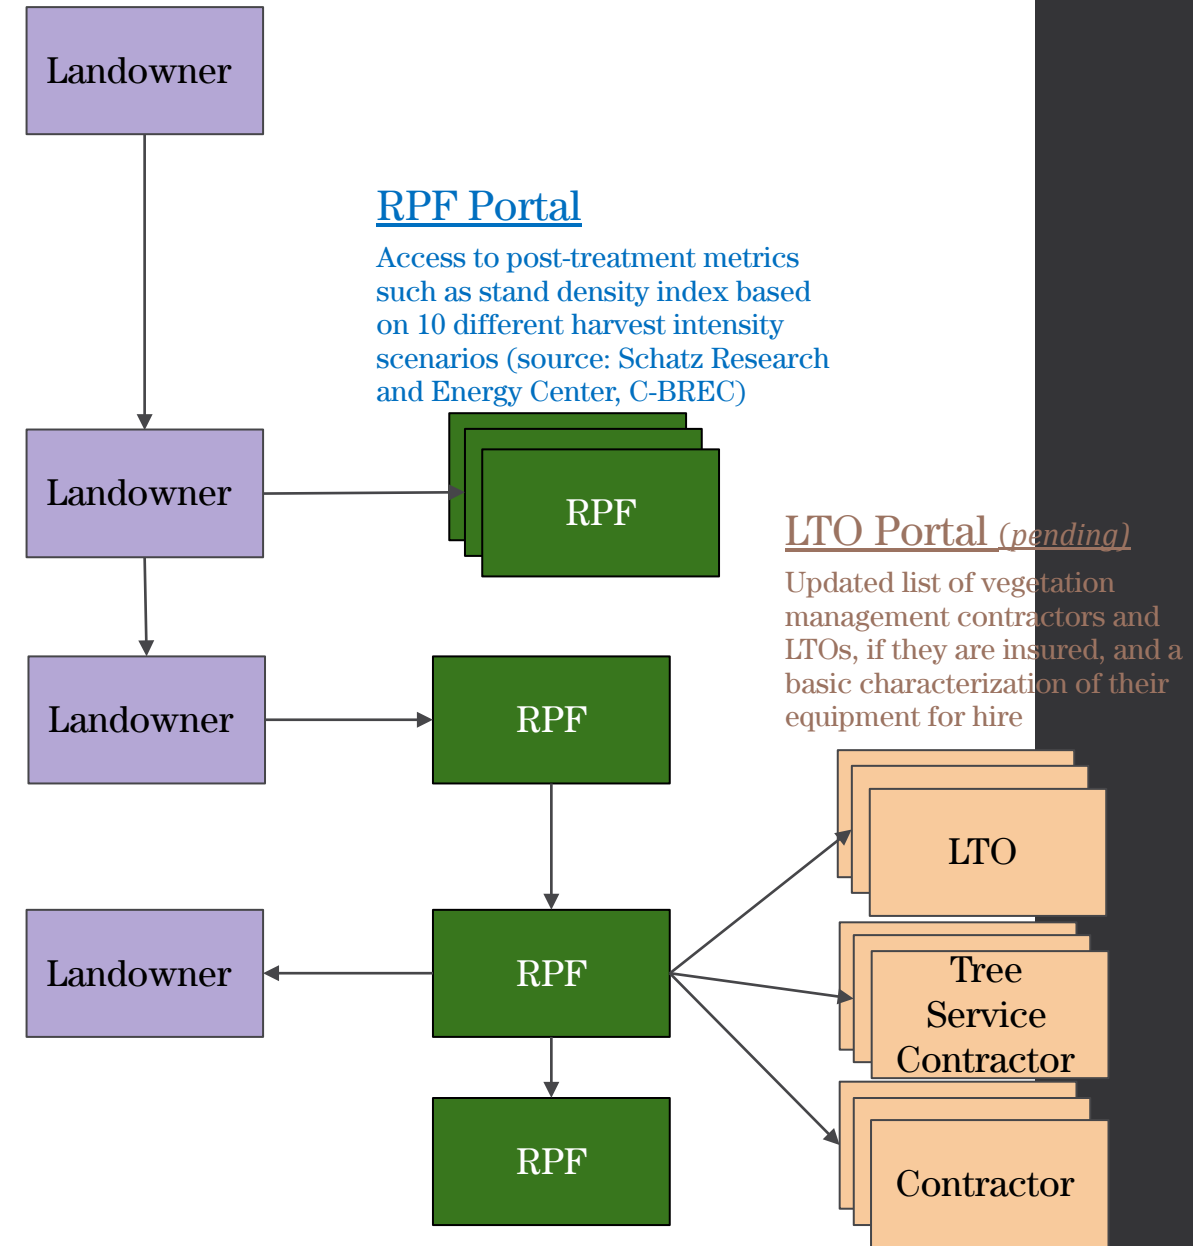 Landowner
RPF Portal
Access to post-treatment metrics
such as stand density index based
on 10 different harvest intensity
scenarios (source: Schatz Research
and Energy Center, C-BREC)
Landowner
RPF
LTO Portal (pending)
Updated list of vegetation
management contractors and
LTOs, if they are insured, and a
basic characterization of their
equipment for hire
Landowner
RPF
LTO
Landowner
RPF
Tree
Service
Contractor
RPF
Contractor